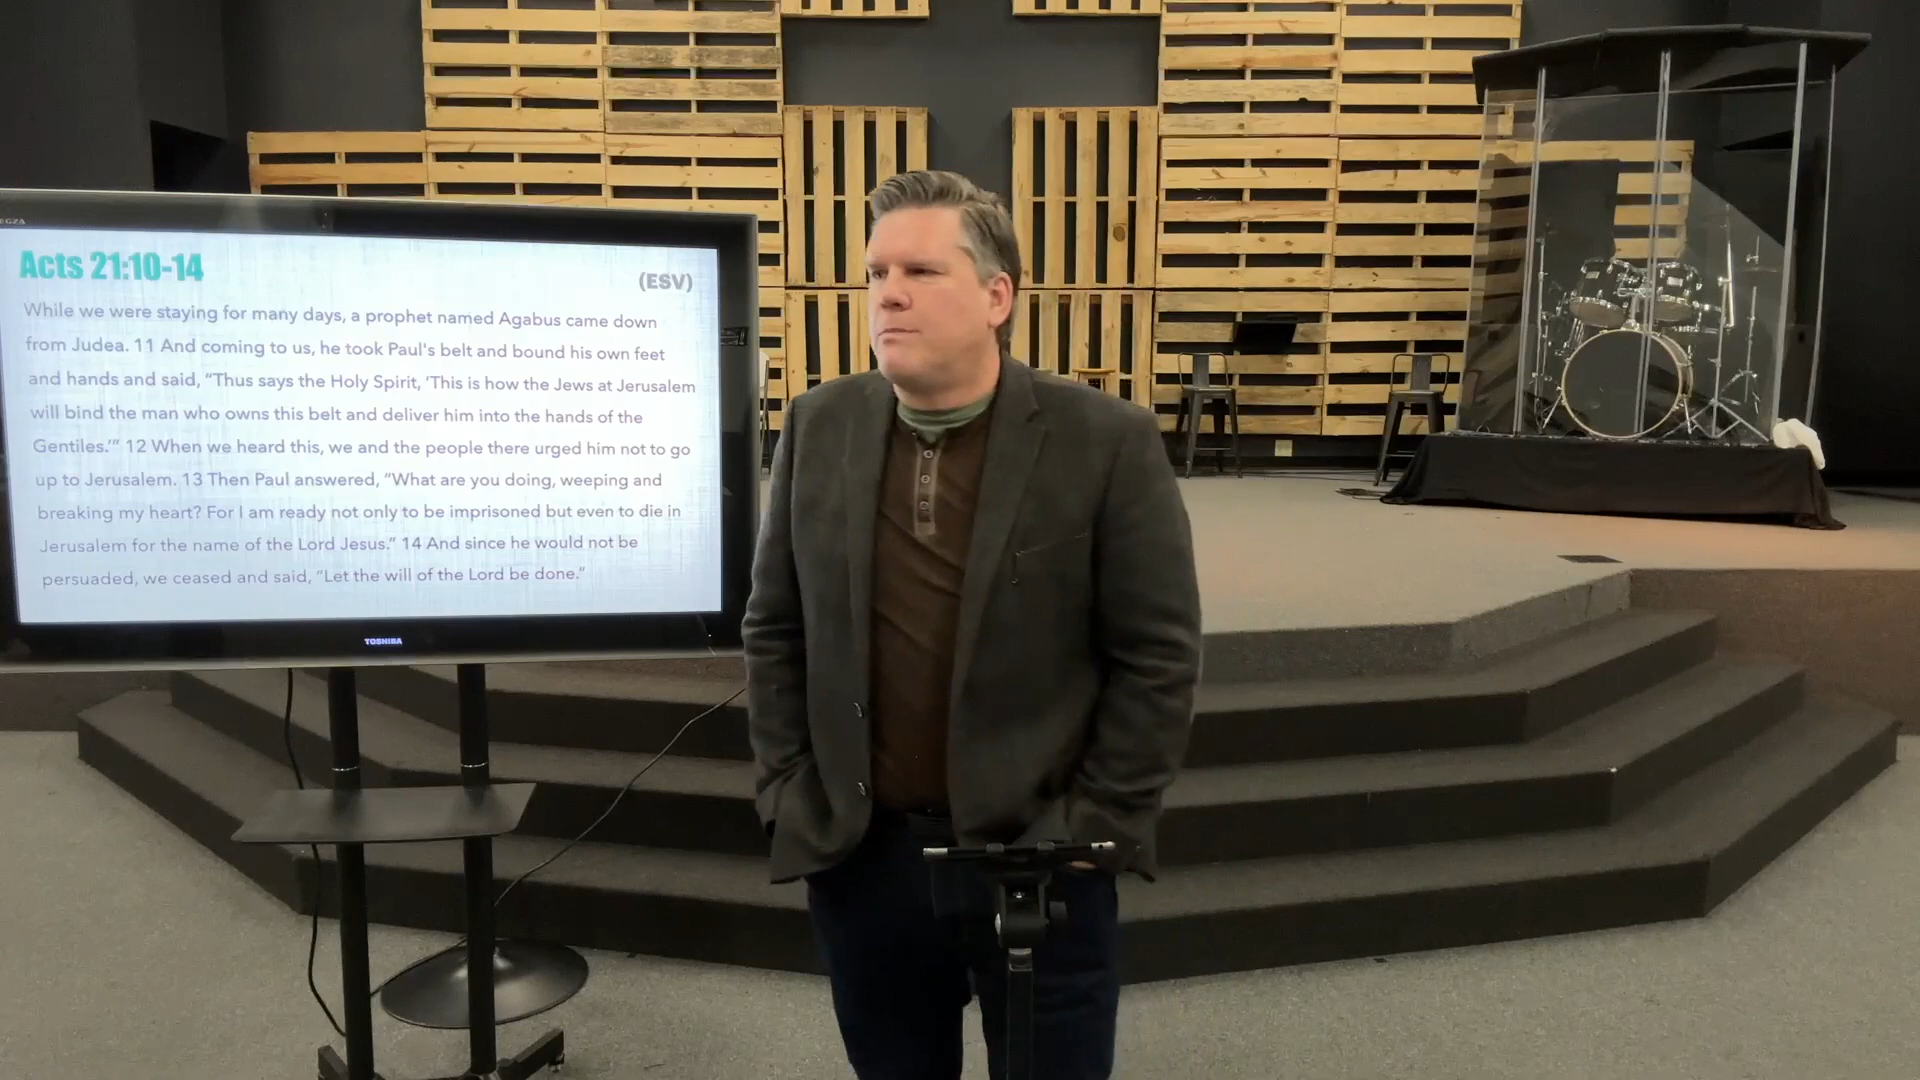 Acts 21:10-14
(ESV)
While we were staying for many days, a prophet named Agabus came down
from Judea. 11 And coming to us, he took Paul's belt and bound his own feet
and hands and said, “Thus says the Holy Spirit, ‘This is how the Jews at Jerusalem
will bind the man who owns this belt and deliver him into the hands of the
Gentiles.’” 12 When we heard this, we and the people there urged him not to go
up to Jerusalem. 13 Then Paul answered, “What are you doing, weeping and
breaking my heart? For I am ready not only to be imprisoned but even to die in
Jerusalem for the name of the Lord Jesus.” 14 And since he would not be
persuaded, we ceased and said, “Let the will of the Lord be done.”
TOSHIBA